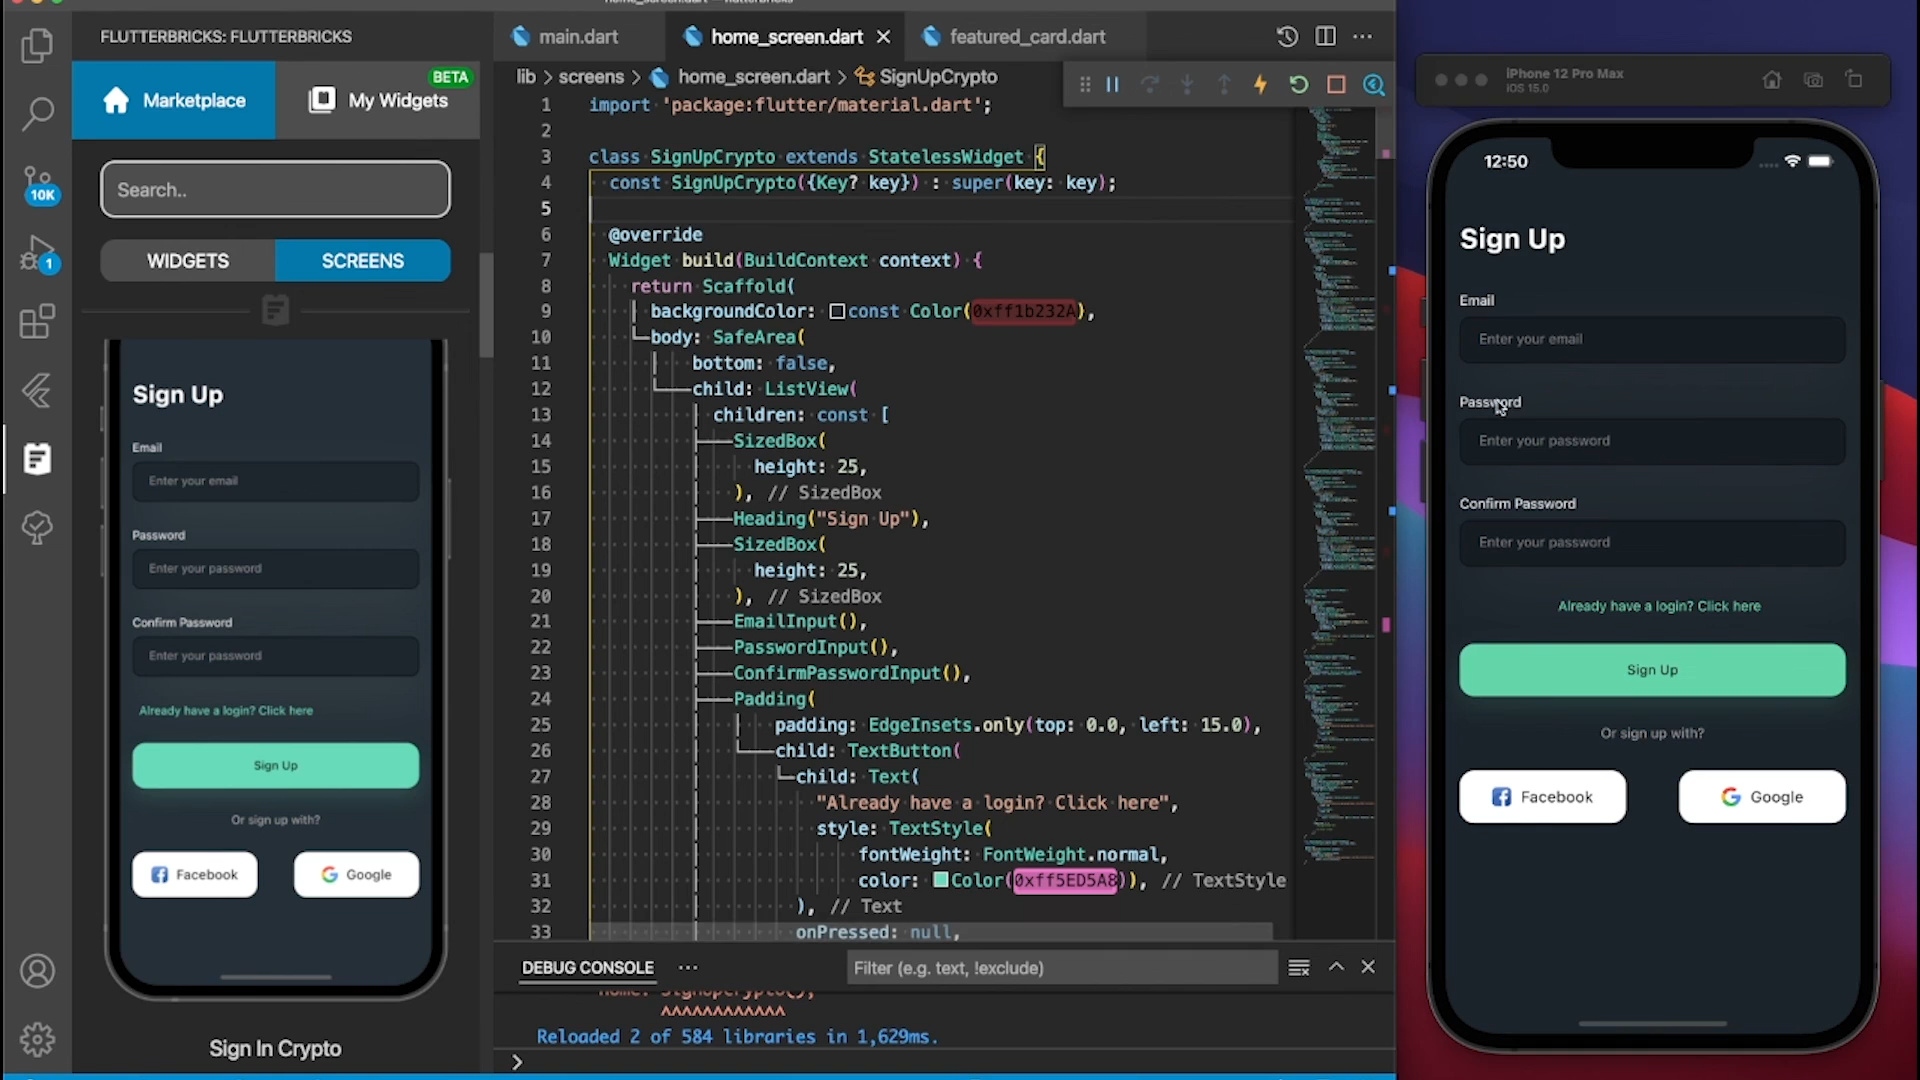 FLUTTERBRICKS: FLUTTERBRICKS
Marketplace
My Widgets
BETA
Search..
WIDGETS
SCREENS
10K
1
Sign Up
Email
Enter your email
Password
Enter your password
Confirm Password
Enter your password
Already have a login? Click here
Sign Up
Or sign up with?
Facebook
Google
Sign In Crypto
main.dart
home_screen.dart
featured_card.dart
lib > screens > home_screen.dart > SignUpCrypto
1 import 'package:flutter/material.dart';
2
3 class SignUpCrypto extends StatelessWidget {
4 const SignUpCrypto({Key? key}) : super(key: key);
5
6 @override
7 Widget build(BuildContext context) {
8 return Scaffold(
9 backgroundColor: const Color(0xff1b232A),
10 body: SafeArea(
11 bottom: false,
12 child: ListView(
13 children: const [
14 SizedBox(
15 height: 25,
16 ), // SizedBox
17 Heading("Sign Up"),
18 SizedBox(
19 height: 25,
20 ), // SizedBox
21 EmailInput(),
22 PasswordInput(),
23 ConfirmPasswordInput(),
24 Padding(
25 padding: EdgeInsets.only(top: 0.0, left: 15.0),
26 child: TextButton(
27 child: Text(
28 "Already have a login? Click here",
29 style: TextStyle(
30 fontWeight: FontWeight.normal,
31 color: Color(0xff5ED5A8)), // TextStyle
32 ), // Text
33 onPressed: null,
DEBUG CONSOLE
Filter (e.g. text, !exclude)
home: SignUpCrypto(),
^^^^^^^^^^^^
Reloaded 2 of 584 libraries in 1,629ms.
>
iPhone 12 Pro Max
iOS 15.0
12:50
Sign Up
Email
Enter your email
Password
Enter your password
Confirm Password
Enter your password
Already have a login? Click here
Sign Up
Or sign up with?
Facebook
Google